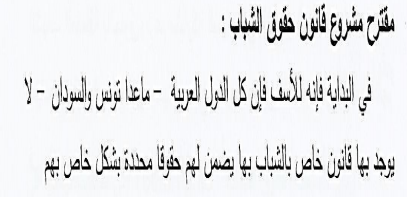 مقترح مشروع قانون حقوق الشباب :
في البداية فإنه للأسف فإن كل الدول العربية - ماعدا تونس والسودان - لا
يوجد بها قانون خاص بالشباب بها يضمن لهم حقوقا محددة بشكل خاص بهم